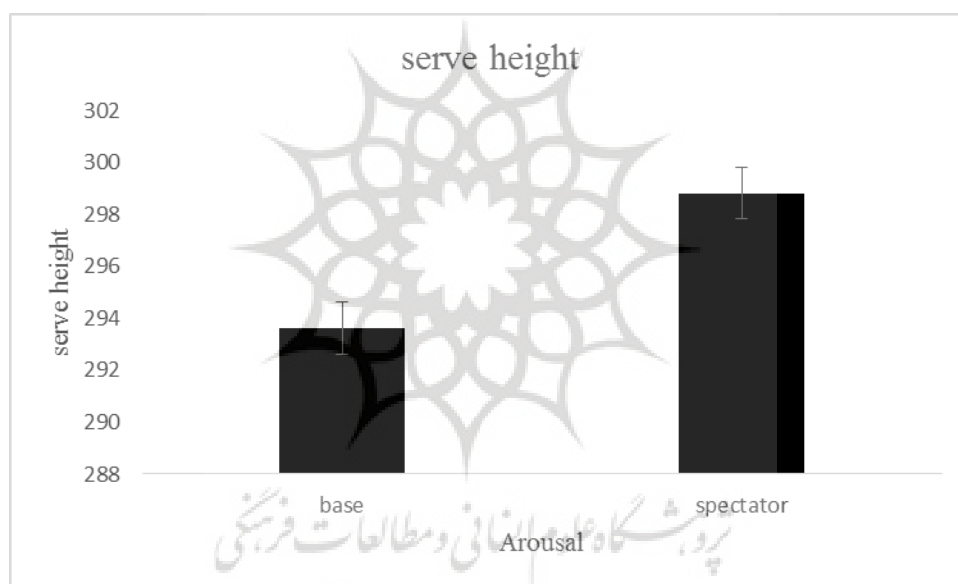 serve height
302
300
298
296
294
292
290
288
serve height
base spectator
پژوهشگاه علوم انسانی و مطالعات فرهنگی
Arousal